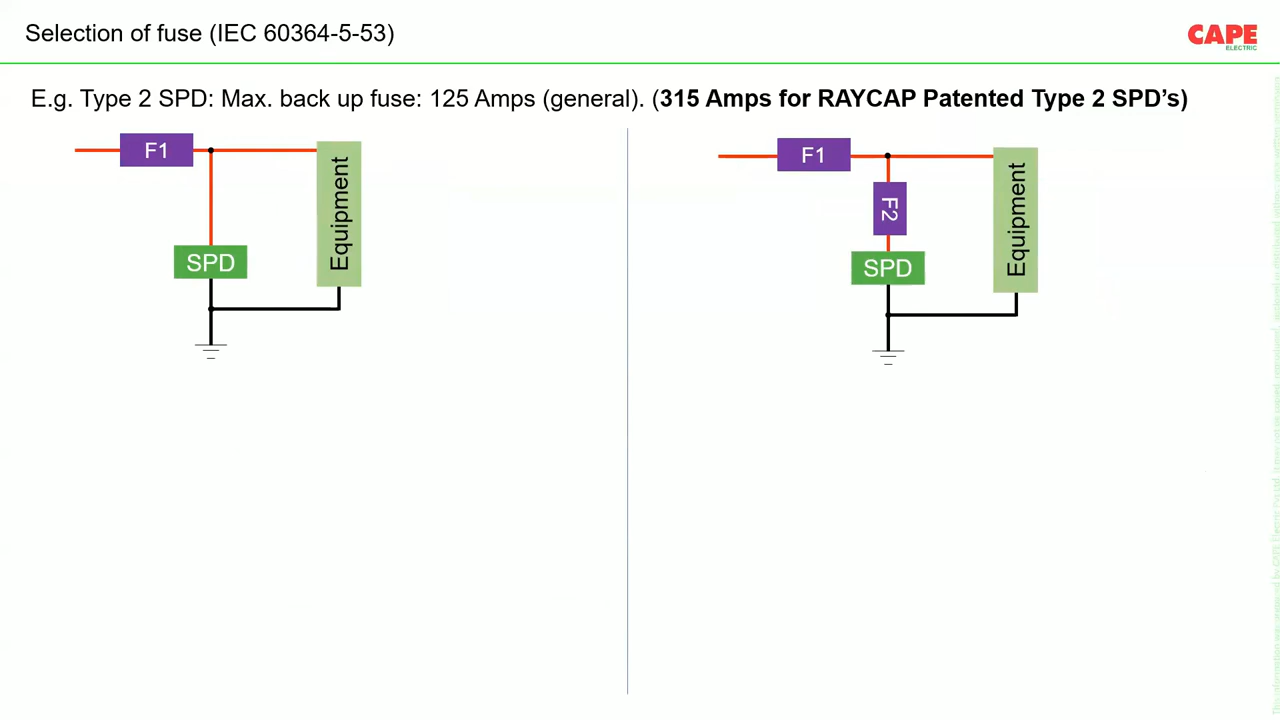 Selection of fuse (IEC 60364-5-53)
CAPE
ELECTRIC
E.g. Type 2 SPD: Max. back up fuse: 125 Amps (general). (315 Amps for RAYCAP Patented Type 2 SPD’s)
F1
Equipment
SPD
F1
F2
Equipment
SPD